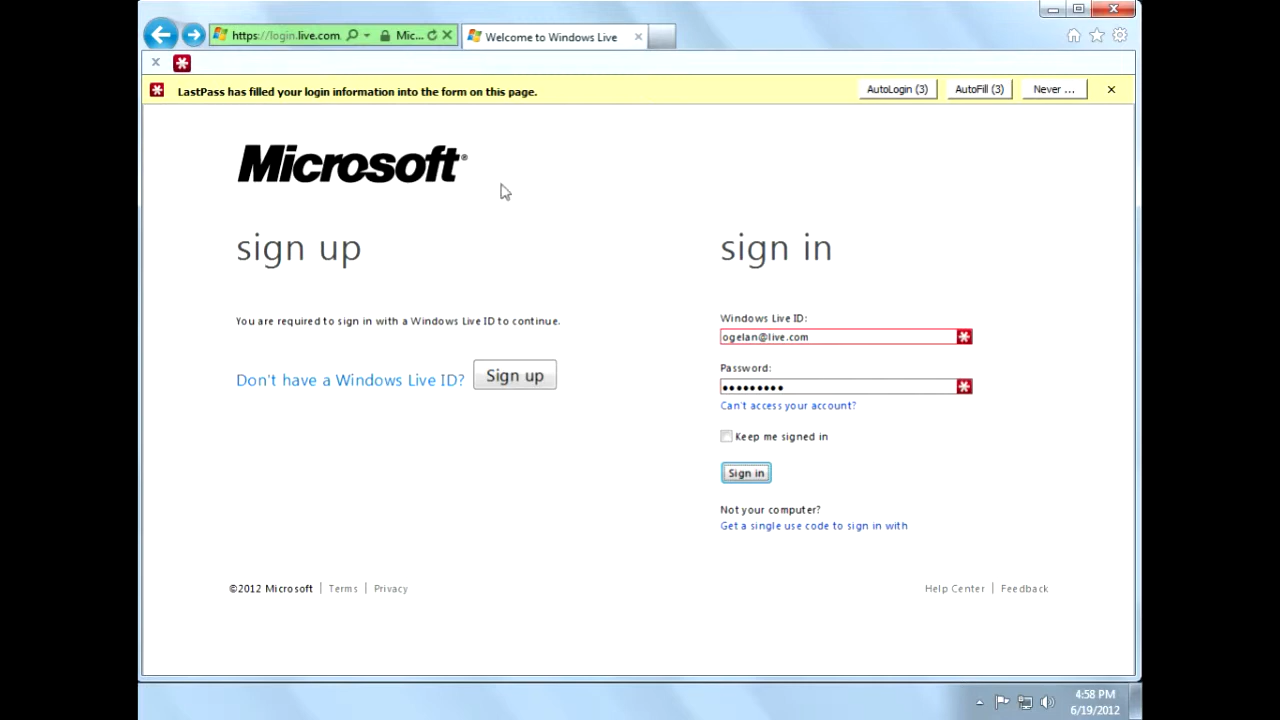 https://login.live.com
Mic...
Welcome to Windows Live
LastPass has filled your login information into the form on this page.
AutoLogin (3)
AutoFill (3)
Never ...
Microsoft®
sign up
sign in
You are required to sign in with a Windows Live ID to continue.
Windows Live ID:
ogelan@live.com
Don't have a Windows Live ID?
Sign up
Password:
•••••••••
Can't access your account?
Keep me signed in
Sign in
Not your computer?
Get a single use code to sign in with
©2012 Microsoft
Terms
Privacy
Help Center
Feedback
4:58 PM
6/19/2012